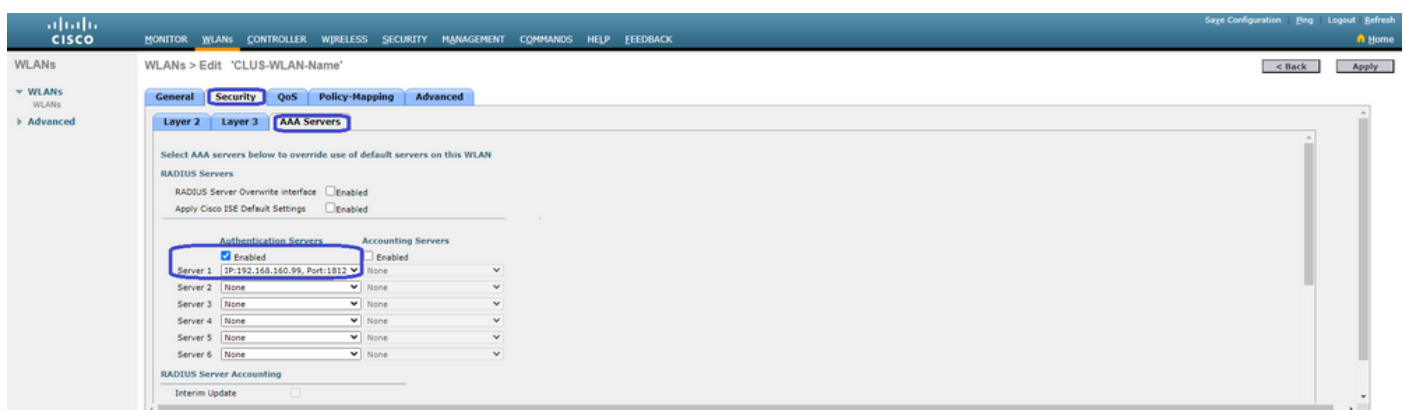 Save Configuration Ping Logout Refresh
CISCO MONITOR WLANs CONTROLLER WIRELESS SECURITY MANAGEMENT COMMANDS HELP FEEDBACK Home
WLANs WLANs > Edit 'CLUS-WLAN-Name' < Back Apply
WLANs
WLANs
Advanced
General Security QoS Policy-Mapping Advanced
Layer 2 Layer 3 AAA Servers
Select AAA servers below to override use of default servers on this WLAN
RADIUS Servers
RADIUS Server Overwrite interface Enabled
Apply Cisco ISE Default Settings Enabled
Authentication Servers Accounting Servers
Enabled Enabled
Server 1 IP:192.168.160.99, Port:1812 None
Server 2 None None
Server 3 None None
Server 4 None None
Server 5 None None
Server 6 None None
RADIUS Server Accounting
Interim Update